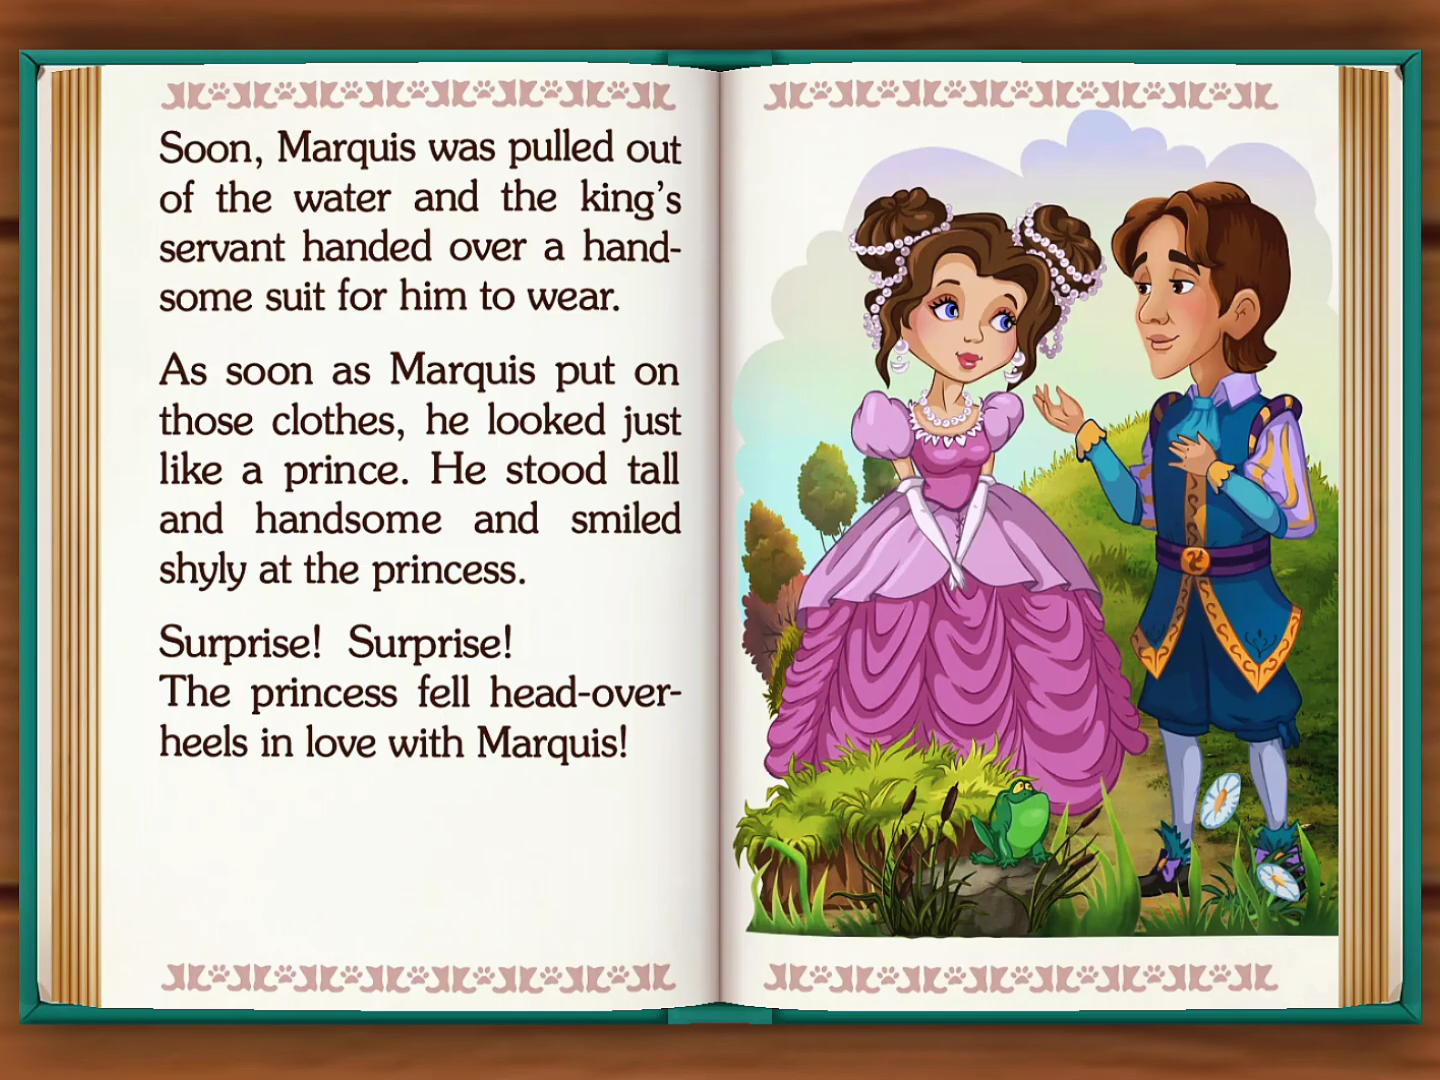 Soon, Marquis was pulled out
of the water and the king’s
servant handed over a hand-
some suit for him to wear.
As soon as Marquis put on
those clothes, he looked just
like a prince. He stood tall
and handsome and smiled
shyly at the princess.
Surprise! Surprise!
The princess fell head-over-
heels in love with Marquis!